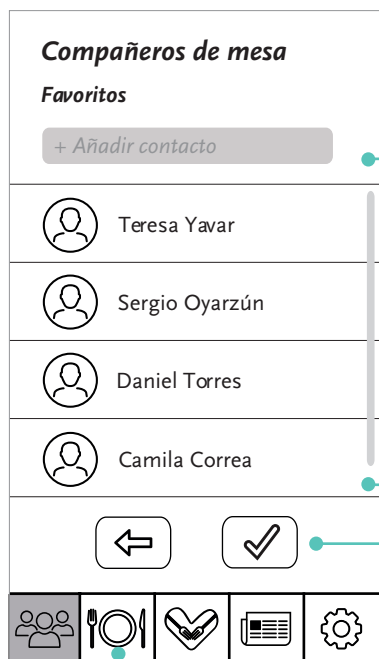 Compañeros de mesa
Favoritos
+ Añadir contacto
Teresa Yavar
Sergio Oyarzún
Daniel Torres
Camila Correa